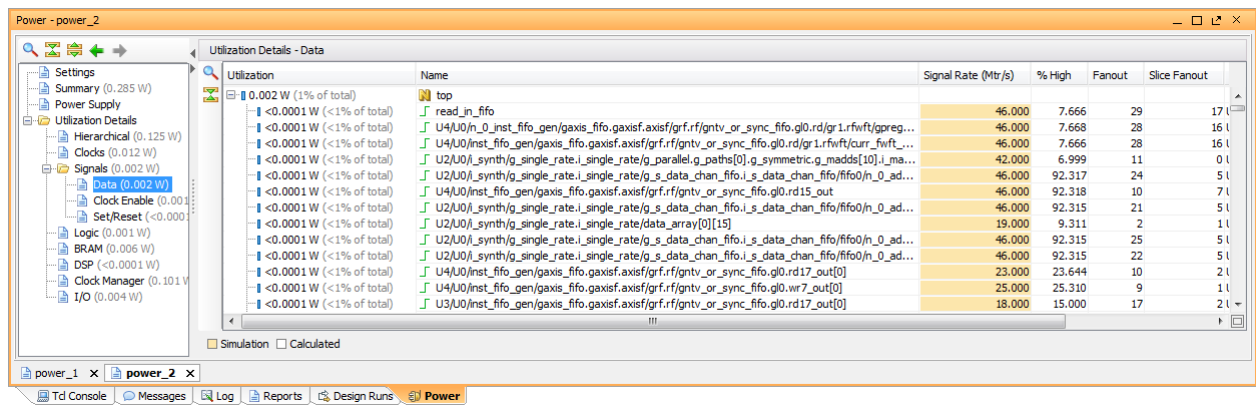 Power - power_2
Utilization Details - Data
Settings
Summary (0.285 W)
Power Supply
Utilization Details
Hierarchical (0.125 W)
Clocks (0.012 W)
Signals (0.002 W)
Data (0.002 W)
Clock Enable (0.001
Set/Reset (<0.0001
Logic (0.001 W)
BRAM (0.006 W)
DSP (<0.0001 W)
Clock Manager (0.101 W
I/O (0.004 W)
Utilization Name Signal Rate (Mtr/s) % High Fanout Slice Fanout
0.002 W (1% of total) top
<0.0001 W (<1% of total) read_in_fifo 46.000 7.666 29 17
<0.0001 W (<1% of total) U4/U0/n_0_inst_fifo_gen/gaxis_fifo.gaxisf.axisf/grf.rf/gntv_or_sync_fifo.gl0.rd/gr1.rfwft/gpreg... 46.000 7.668 28 16
<0.0001 W (<1% of total) U4/U0/inst_fifo_gen/gaxis_fifo.gaxisf.axisf/grf.rf/gntv_or_sync_fifo.gl0.rd/gr1.rfwft/curr_fwft_... 46.000 7.666 28 16
<0.0001 W (<1% of total) U2/U0/i_synth/g_single_rate.i_single_rate/g_parallel.g_paths[0].g_symmetric.g_madds[10].i_ma... 42.000 6.999 11 0
<0.0001 W (<1% of total) U2/U0/i_synth/g_single_rate.i_single_rate/g_s_data_chan_fifo.i_s_data_chan_fifo/fifo0/n_0_ad... 46.000 92.317 24 5
<0.0001 W (<1% of total) U4/U0/inst_fifo_gen/gaxis_fifo.gaxisf.axisf/grf.rf/gntv_or_sync_fifo.gl0.rd15_out 46.000 92.318 10 7
<0.0001 W (<1% of total) U2/U0/i_synth/g_single_rate.i_single_rate/g_s_data_chan_fifo.i_s_data_chan_fifo/fifo0/n_0_ad... 46.000 92.315 21 5
<0.0001 W (<1% of total) U2/U0/i_synth/g_single_rate.i_single_rate/data_array[0][15] 19.000 9.311 2 1
<0.0001 W (<1% of total) U2/U0/i_synth/g_single_rate.i_single_rate/g_s_data_chan_fifo.i_s_data_chan_fifo/fifo0/n_0_ad... 46.000 92.315 25 5
<0.0001 W (<1% of total) U2/U0/i_synth/g_single_rate.i_single_rate/g_s_data_chan_fifo.i_s_data_chan_fifo/fifo0/n_0_ad... 46.000 92.315 22 5
<0.0001 W (<1% of total) U4/U0/inst_fifo_gen/gaxis_fifo.gaxisf.axisf/grf.rf/gntv_or_sync_fifo.gl0.rd17_out[0] 23.000 23.644 10 2
<0.0001 W (<1% of total) U4/U0/inst_fifo_gen/gaxis_fifo.gaxisf.axisf/grf.rf/gntv_or_sync_fifo.gl0.wr7_out[0] 25.000 25.310 9 1
<0.0001 W (<1% of total) U3/U0/inst_fifo_gen/gaxis_fifo.gaxisf.axisf/grf.rf/gntv_or_sync_fifo.gl0.rd17_out[0] 18.000 15.000 17 2
Simulation Calculated
power_1 power_2
Tcl Console Messages Log Reports Design Runs Power